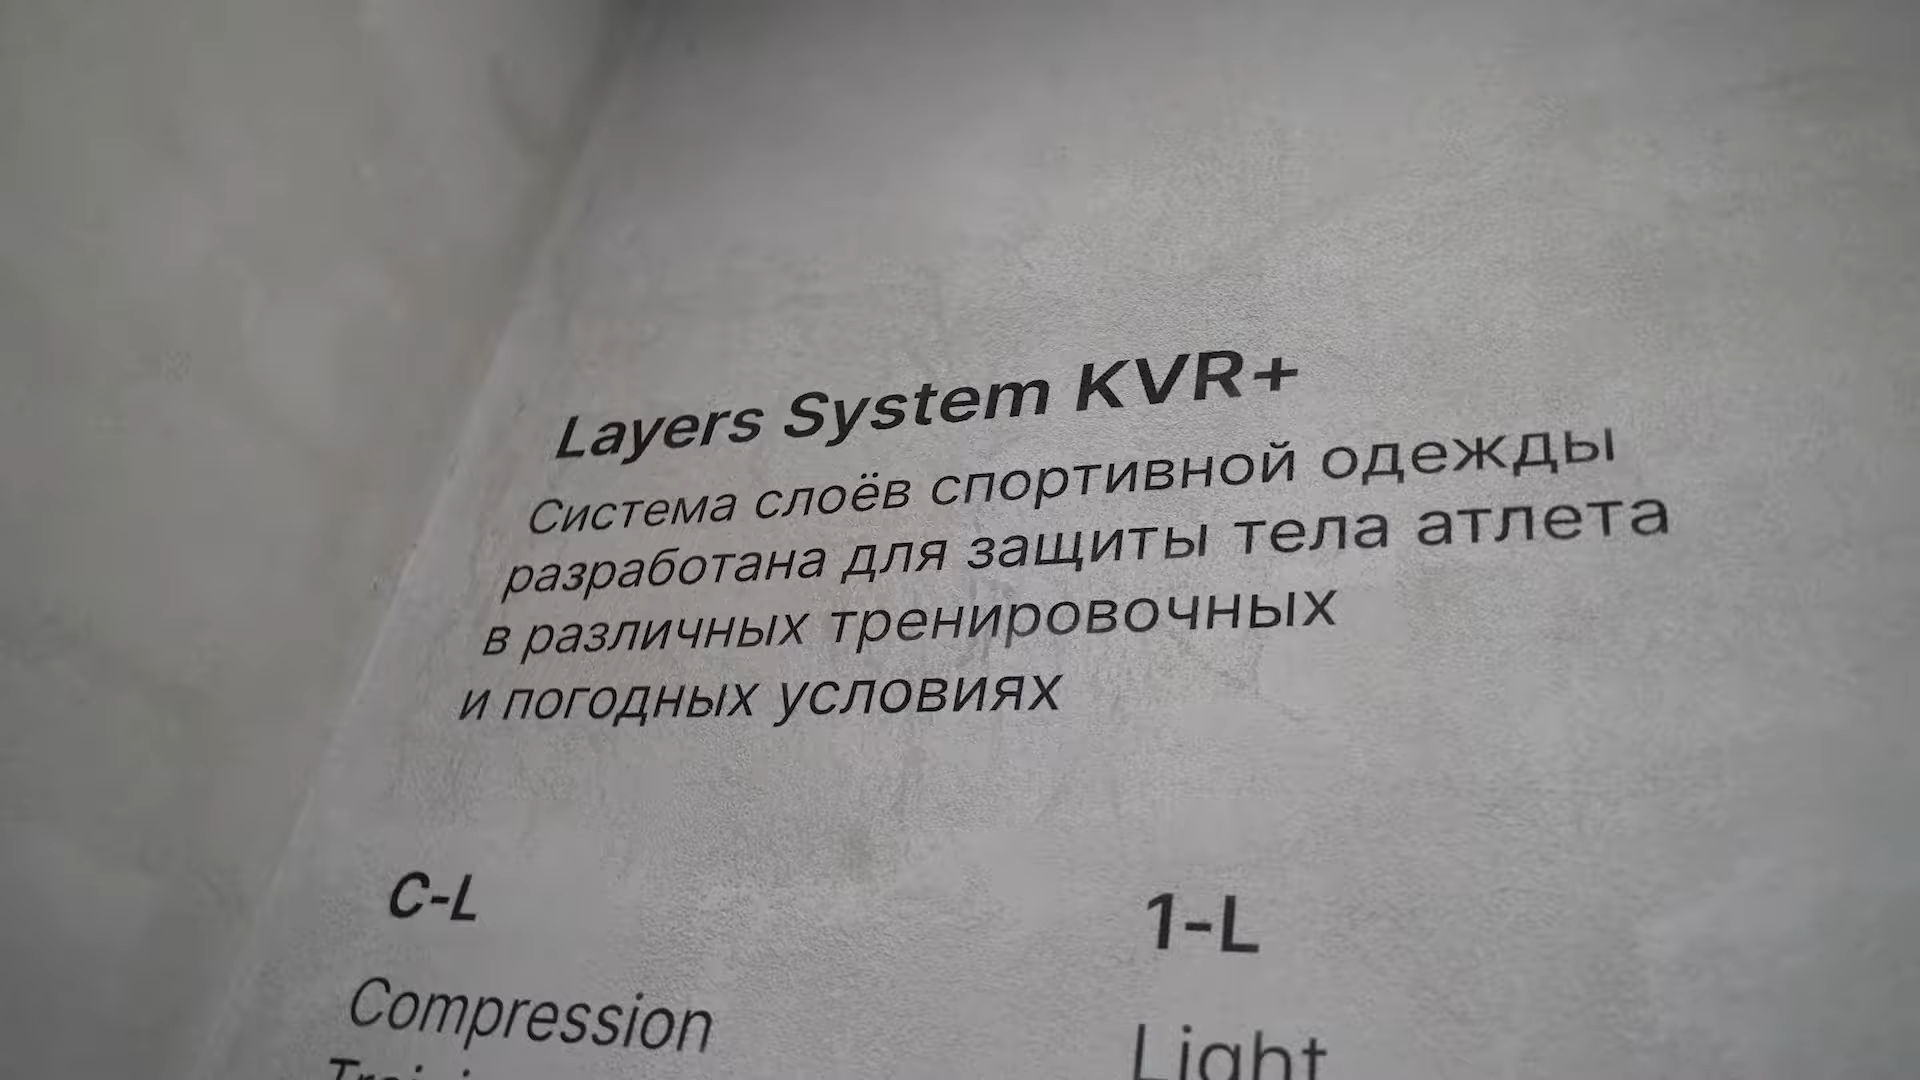 Layers System KVR+
Система слоёв спортивной одежды
разработана для защиты тела атлета
в различных тренировочных
и погодных условиях
C-L
1-L
Compression
Light